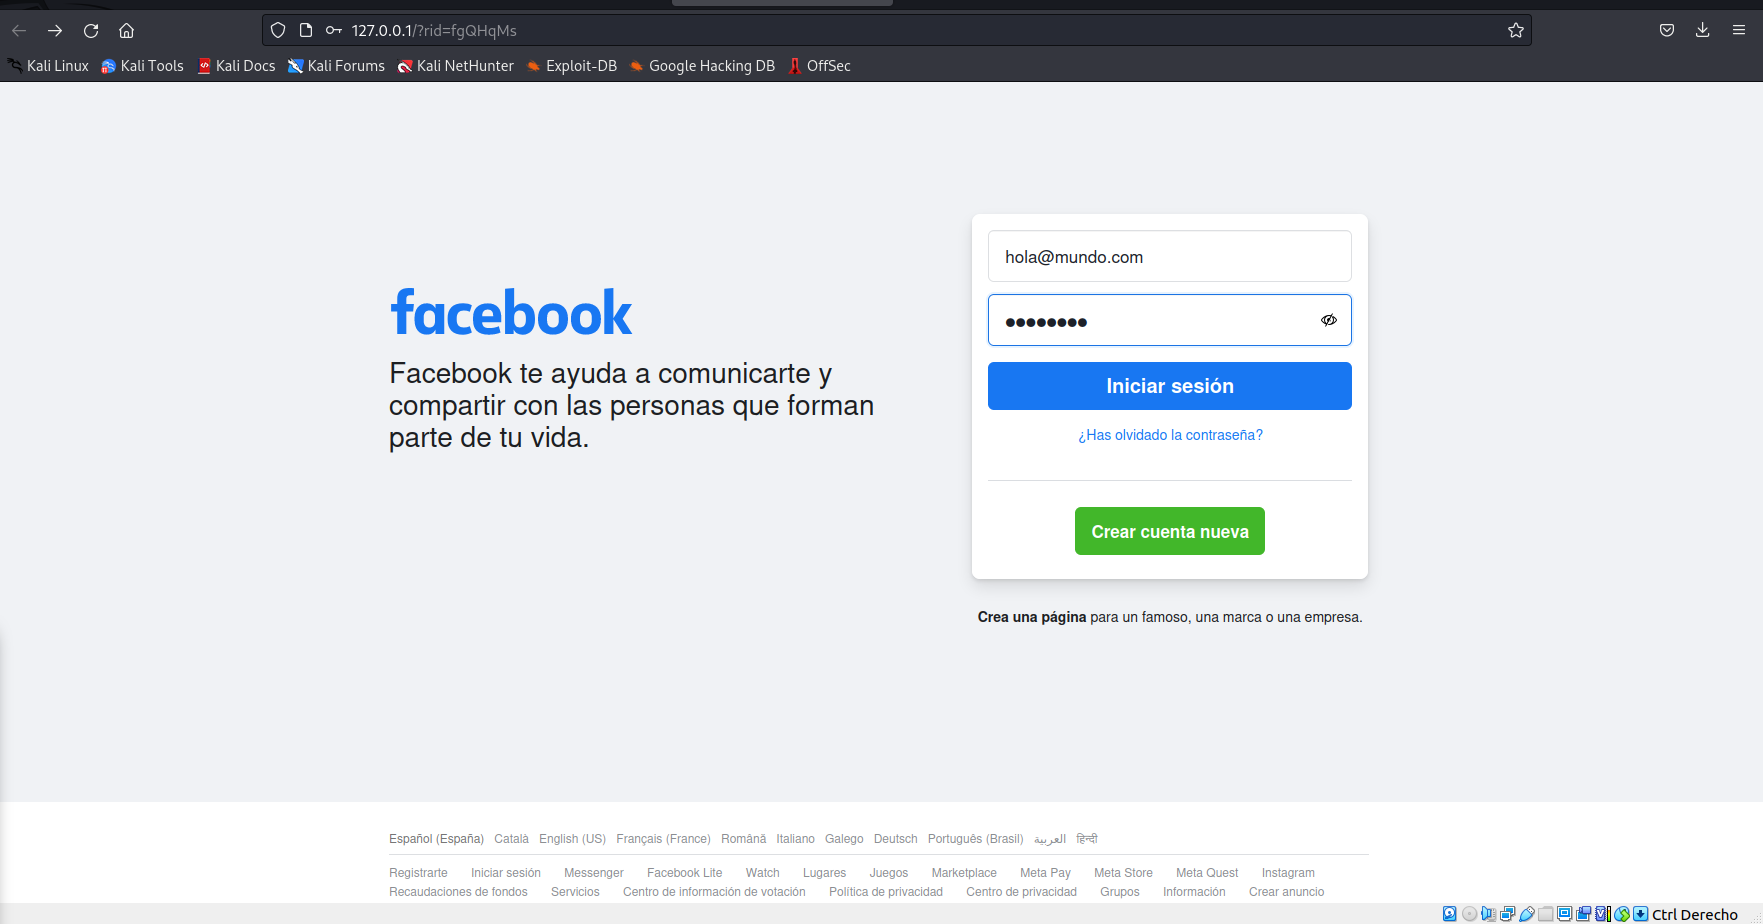 127.0.0.1/?rid=fgQHqMs
Kali Linux Kali Tools Kali Docs Kali Forums Kali NetHunter Exploit-DB Google Hacking DB OffSec
hola@mundo.com
facebook
Facebook te ayuda a comunicarte y
compartir con las personas que forman
parte de tu vida.
●●●●●●●●
Iniciar sesión
¿Has olvidado la contraseña?
Crear cuenta nueva
Crea una página para un famoso, una marca o una empresa.
Español (España) Català English (US) Français (France) Română Italiano Galego Deutsch Português (Brasil) العربية हिन्दी
Registrarte Iniciar sesión Messenger Facebook Lite Watch Lugares Juegos Marketplace Meta Pay Meta Store Meta Quest Instagram
Recaudaciones de fondos Servicios Centro de información de votación Política de privacidad Centro de privacidad Grupos Información Crear anuncio
Ctrl Derecho